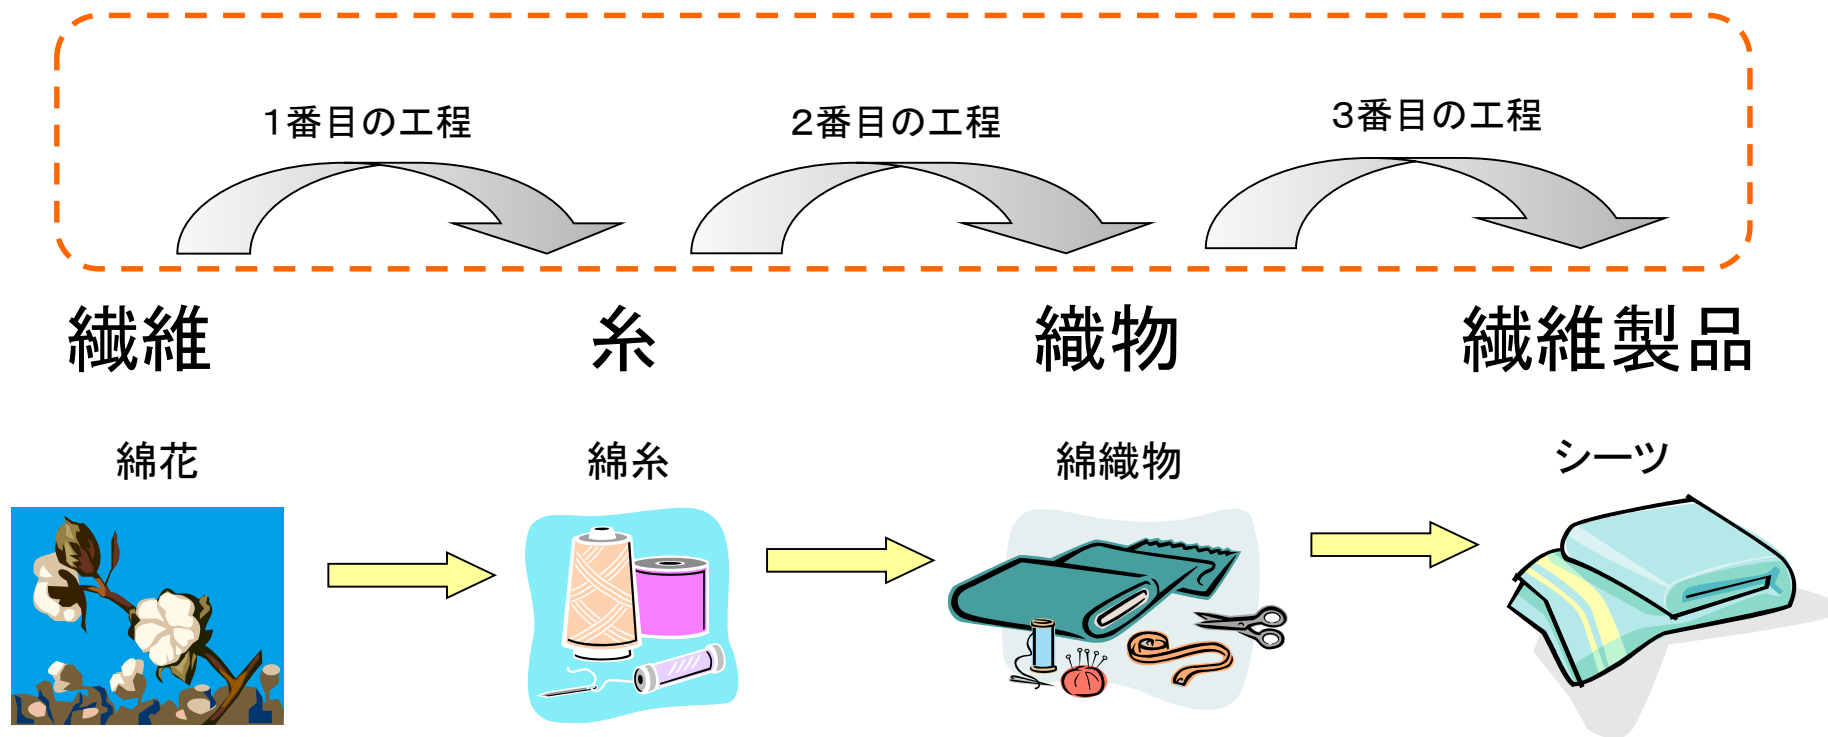 1番目の工程
2番目の工程
3番目の工程
繊維
糸
織物
繊維製品
綿花
綿糸
綿織物
シーツ